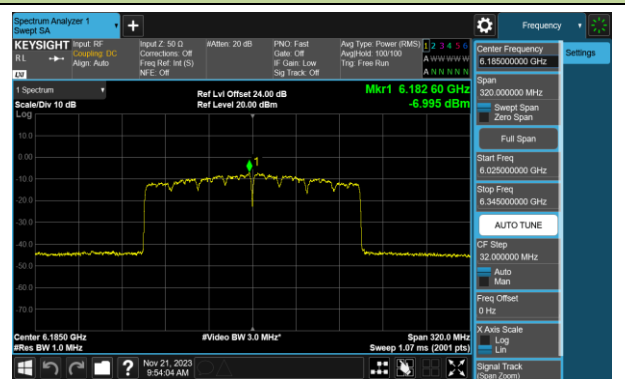 Spectrum Analyzer 1
Swept SA
Frequency
KEYSIGHT
RL
LXI
Input: RF
Coupling: DC
Align: Auto
Input Z: 50 Ω
Corrections: Off
Freq Ref: Int (S)
NFE: Off
#Atten: 20 dB
PNO: Fast
Gate: Off
IF Gain: Low
Sig Track: Off
Avg Type: Power (RMS)
Avg|Hold: 100/100
Trig: Free Run
1 2 3 4 5 6
A W W W W W
A N N N N N
1 Spectrum
Scale/Div 10 dB
Log
Ref Lvl Offset 24.00 dB
Ref Level 20.00 dBm
Mkr1 6.182 60 GHz
-6.995 dBm
10.0
0.00
-10.0
-20.0
-30.0
-40.0
-50.0
-60.0
-70.0
1
Center 6.1850 GHz
#Res BW 1.0 MHz
#Video BW 3.0 MHz*
Span 320.0 MHz
Sweep 1.07 ms (2001 pts)
Center Frequency
6.185000000 GHz
Span
320.000000 MHz
Swept Span
Zero Span
Full Span
Start Freq
6.025000000 GHz
Stop Freq
6.345000000 GHz
AUTO TUNE
CF Step
32.000000 MHz
Auto
Man
Freq Offset
0 Hz
X Axis Scale
Log
Lin
Signal Track
(Span Zoom)
Settings
?
Nov 21, 2023
9:54:04 AM